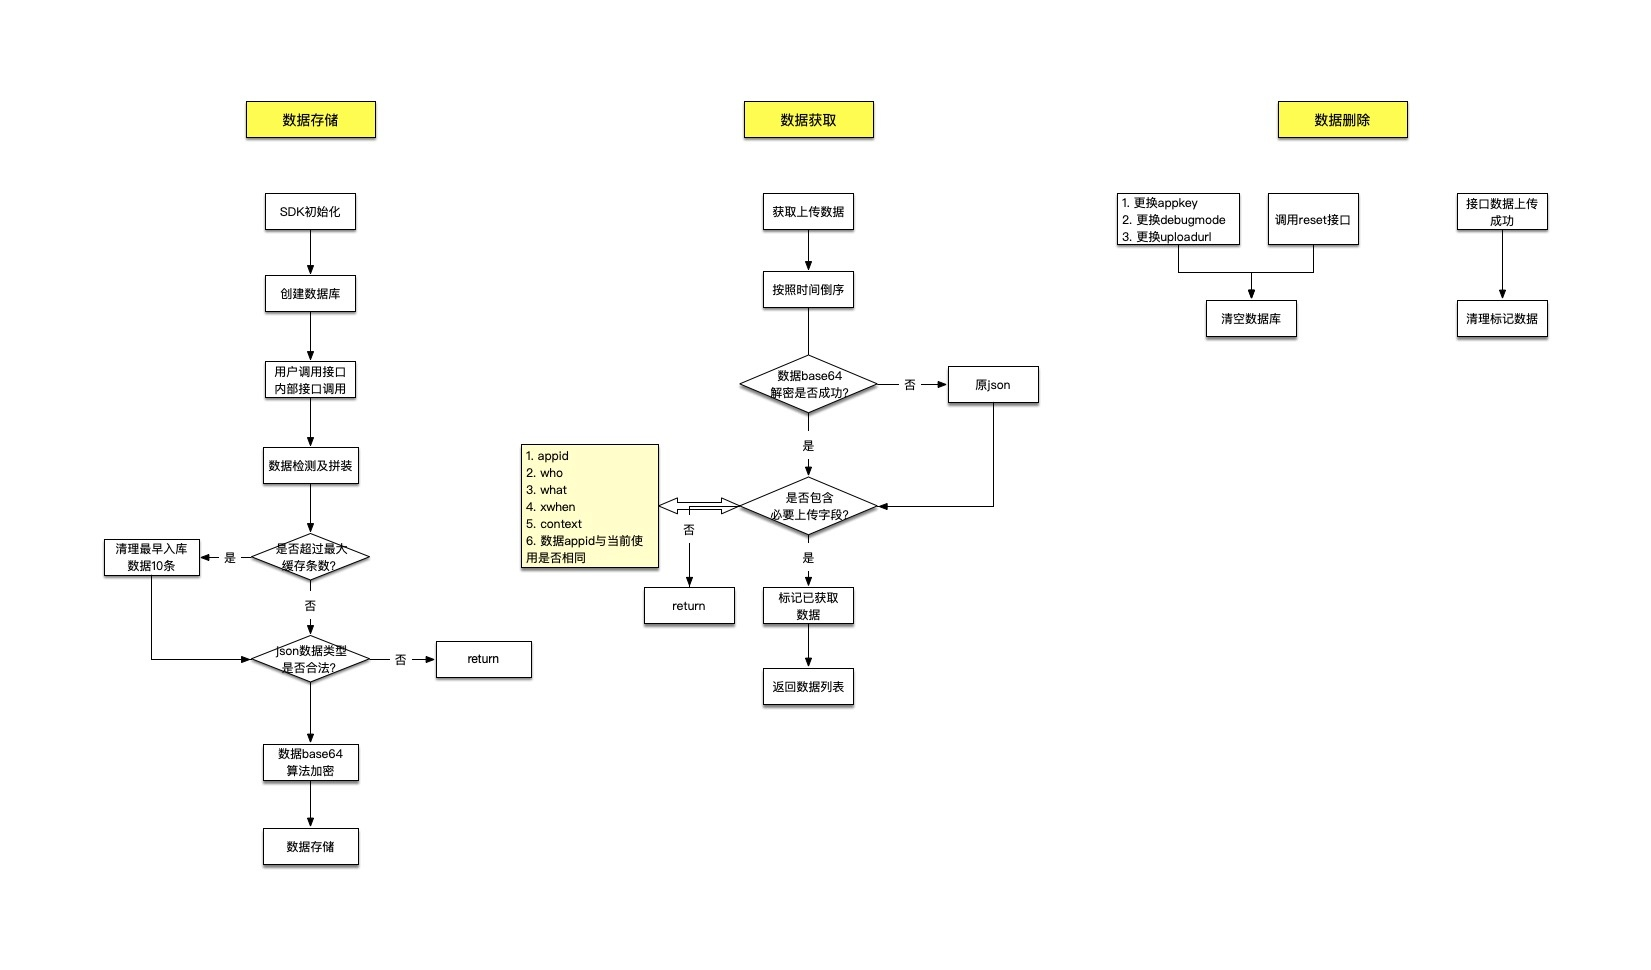 数据存储
SDK初始化
创建数据库
用户调用接口
内部接口调用
数据检测及拼装
是否超过最大
缓存条数?
是
清理最早入库
数据10条
否
json数据类型
是否合法?
否
return
数据base64
算法加密
数据存储
数据获取
获取上传数据
按照时间倒序
数据base64
解密是否成功?
否
原json
是
是否包含
必要上传字段?
1. appid
2. who
3. what
4. xwhen
5. context
6. 数据appid与当前使
用是否相同
否
return
是
标记已获取
数据
返回数据列表
数据删除
1. 更换appkey
2. 更换debugmode
3. 更换uploadurl
调用reset接口
清空数据库
接口数据上传
成功
清理标记数据